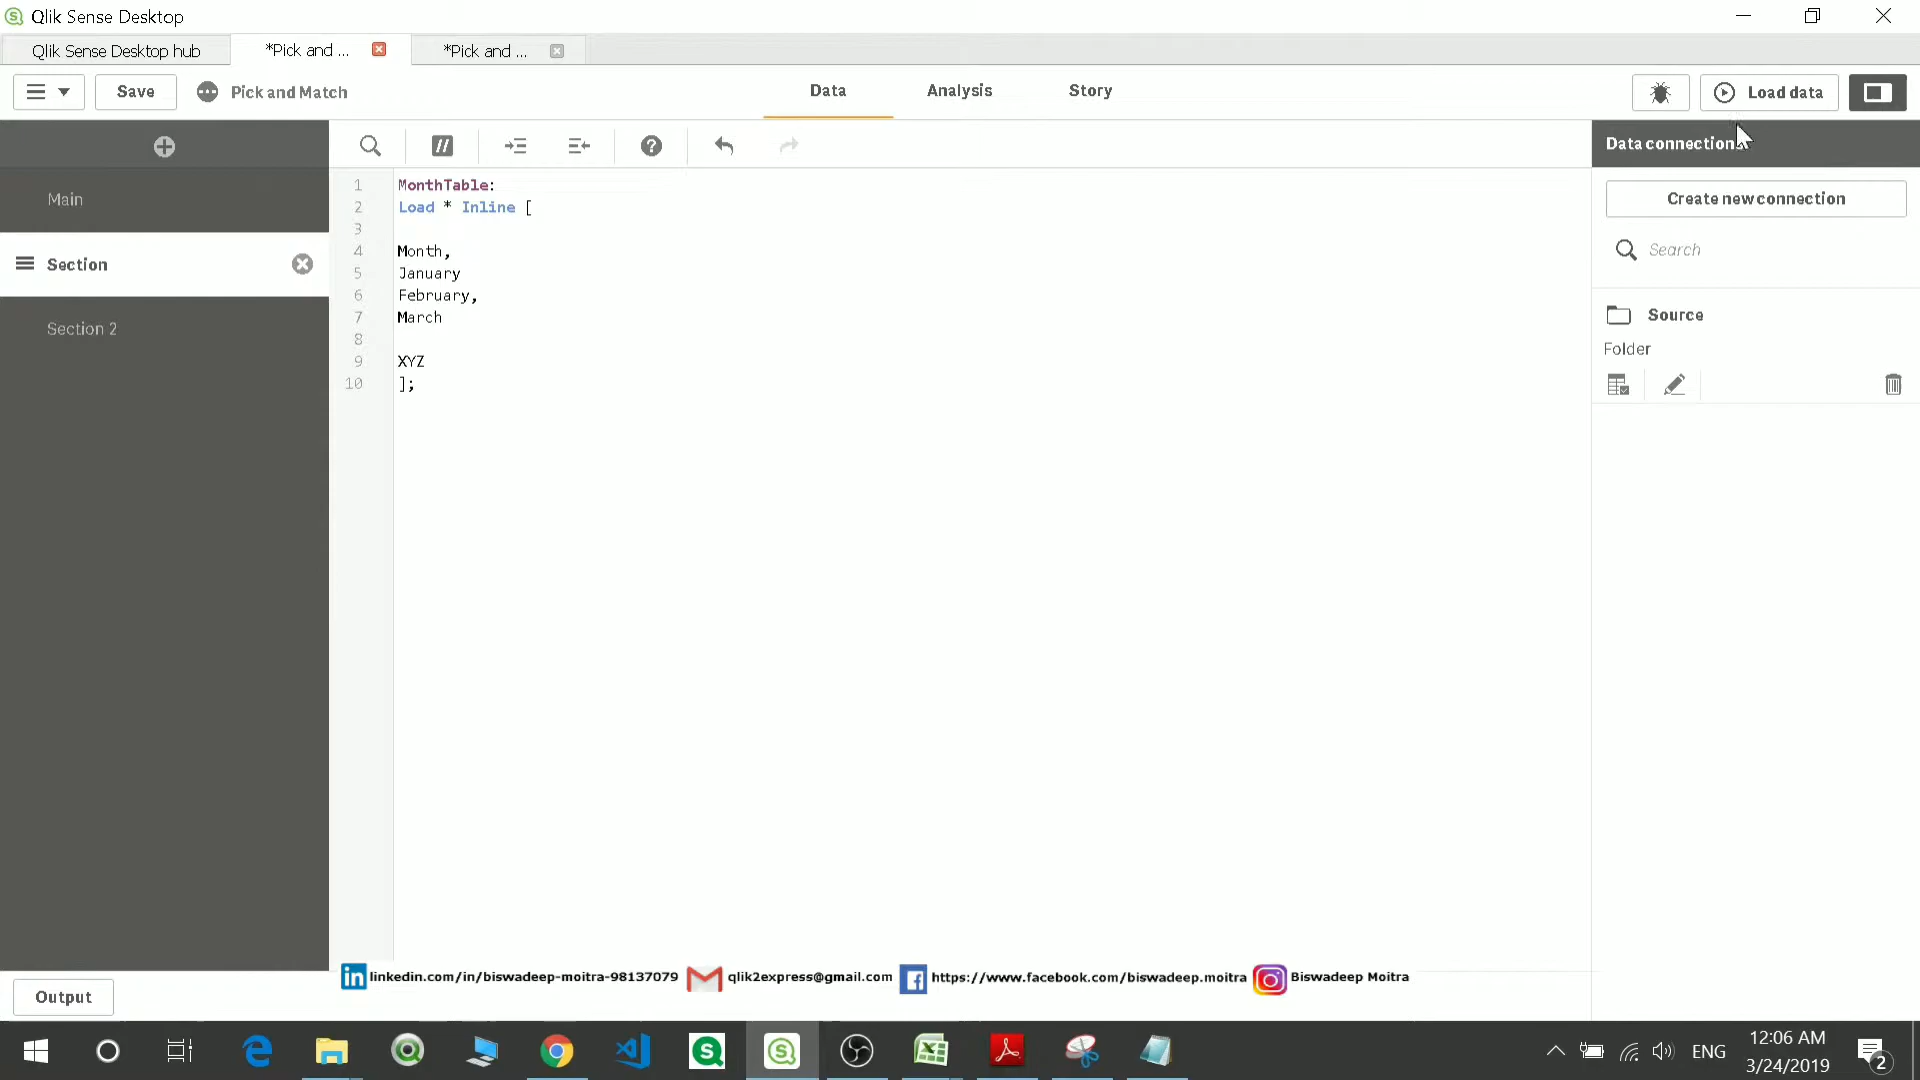 Qlik Sense Desktop
Qlik Sense Desktop hub
*Pick and ...
*Pick and ...
Save
Pick and Match
Data
Analysis
Story
Load data
Main
Section
Section 2
Output
//
?
1 MonthTable:
2 Load * Inline [
3
4 Month,
5 January
6 February,
7 March
8
9 XYZ
10 ];
Data connections
Create new connection
Search
Source
Folder
in linkedin.com/in/biswadeep-moitra-98137079 qlik2express@gmail.com https://www.facebook.com/biswadeep.moitra Biswadeep Moitra
ENG
12:06 AM
3/24/2019
2